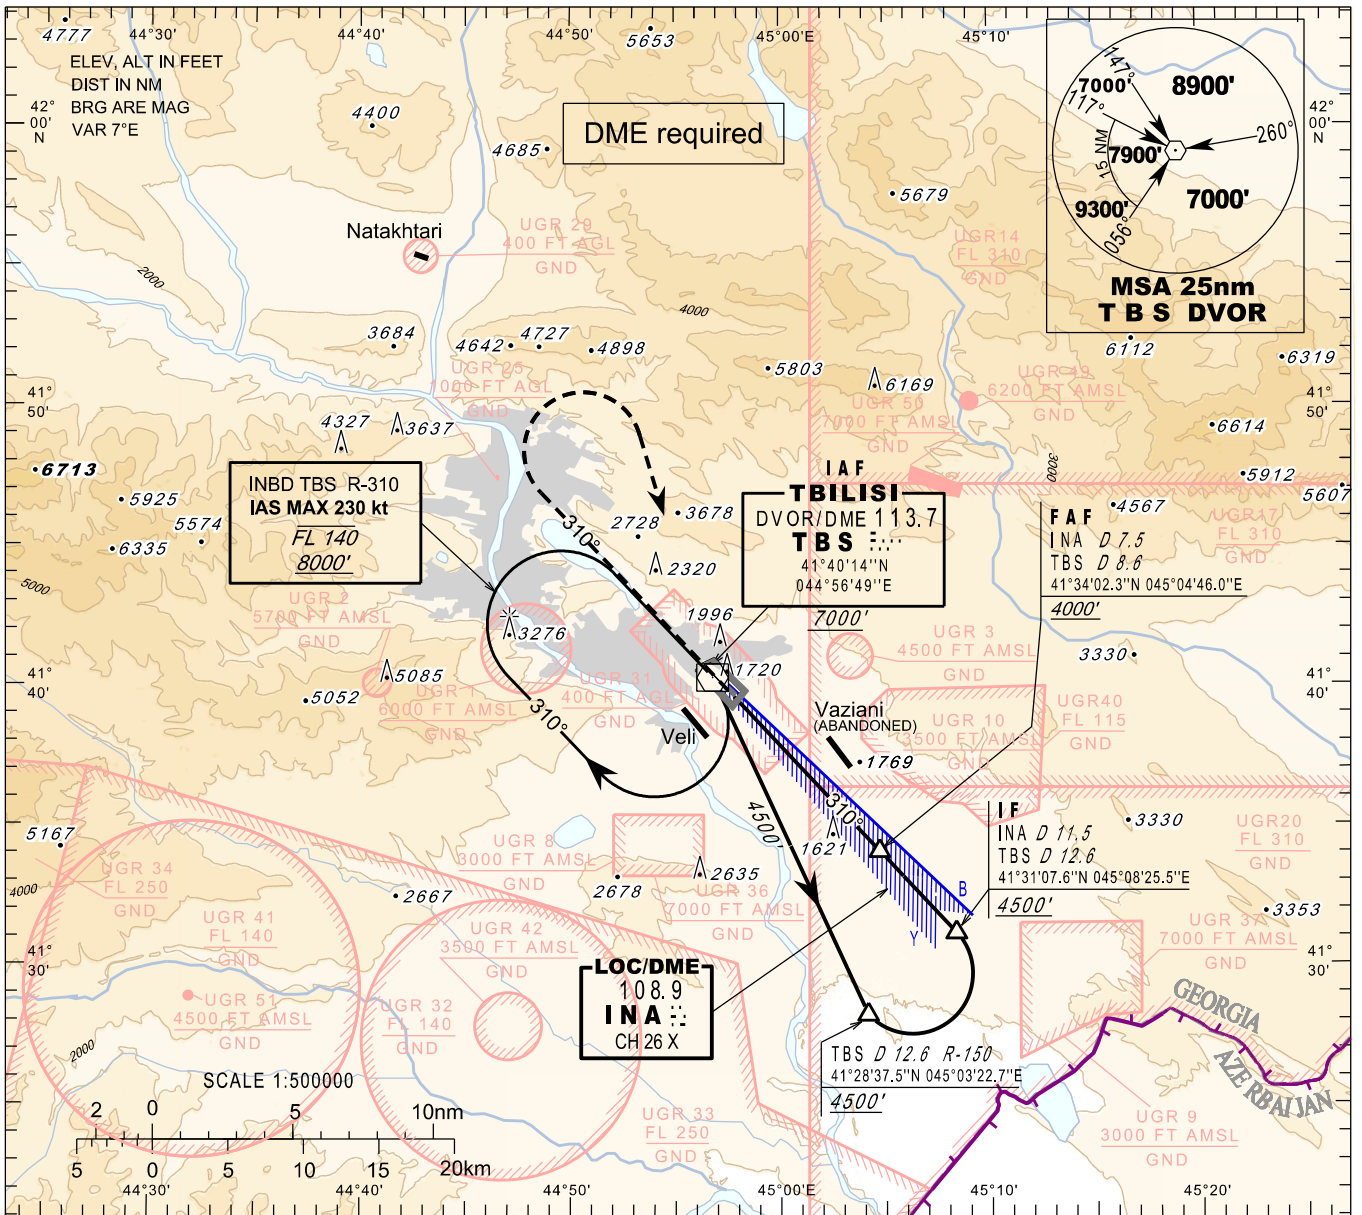 44°30'
44°40'
44°50'
45°00'E
45°10'
4777
5653
ELEV, ALT IN FEET
DIST IN NM
BRG ARE MAG
VAR 7°E
42°
00'
N
4400
4685
DME required
5679
147°
7000'
117°
8900'
260°
15 NM
7900'
9300'
056°
7000'
MSA 25nm
TBS DVOR
42°
00'
N
Natakhtari
UGR 29
400 FT AGL
GND
UGR14
FL 310
GND
2000
4000
3684
4642
4727
4898
5803
6169
6112
6319
UGR 25
1000 FT AGL
GND
UGR 49
6200 FT AMSL
GND
UGR 50
7000 FT AMSL
GND
41°
50'
41°
50'
4327
3637
6614
6713
5925
5574
6335
5912
5607
3000
INBD TBS R-310
IAS MAX 230 kt
FL 140
8000'
310°
2728
3678
2320
IAF
TBILISI
DVOR/DME 113.7
TBS
41°40'14"N
044°56'49"E
7000'
FAF
INA D 7.5
TBS D 8.6
41°34'02.3"N 045°04'46.0"E
4000'
4567
UGR17
FL 310
GND
5000
UGR 2
5700 FT AMSL
GND
3276
1996
1720
UGR 3
4500 FT AMSL
GND
3330
41°
40'
41°
40'
5085
5052
UGR 1
6000 FT AMSL
GND
310°
UGR 31
400 FT AGL
GND
Veli
Vaziani
(ABANDONED)
1769
UGR 10
3500 FT AMSL
GND
UGR40
FL 115
GND
4500'
310°
1621
IF
INA D 11.5
TBS D 12.6
41°31'07.6"N 045°08'25.5"E
4500'
3330
UGR20
FL 310
GND
5167
UGR 34
FL 250
GND
4000
UGR 8
3000 FT AMSL
GND
2678
2635
2667
UGR 36
7000 FT AMSL
GND
B
Y
3353
UGR 41
FL 140
GND
UGR 42
3500 FT AMSL
GND
UGR 37
7000 FT AMSL
GND
41°
30'
41°
30'
UGR 51
4500 FT AMSL
GND
UGR 32
FL 140
GND
LOC/DME
108.9
INA
CH 26 X
GEORGIA
AZERBAIJAN
2000
TBS D 12.6 R-150
41°28'37.5"N 045°03'22.7"E
4500'
SCALE 1:500000
2 0 5 10nm
5 0 5 10 15 20km
UGR 33
FL 250
GND
UGR 9
3000 FT AMSL
GND
44°30'
44°40'
44°50'
45°00'E
45°10'
45°20'